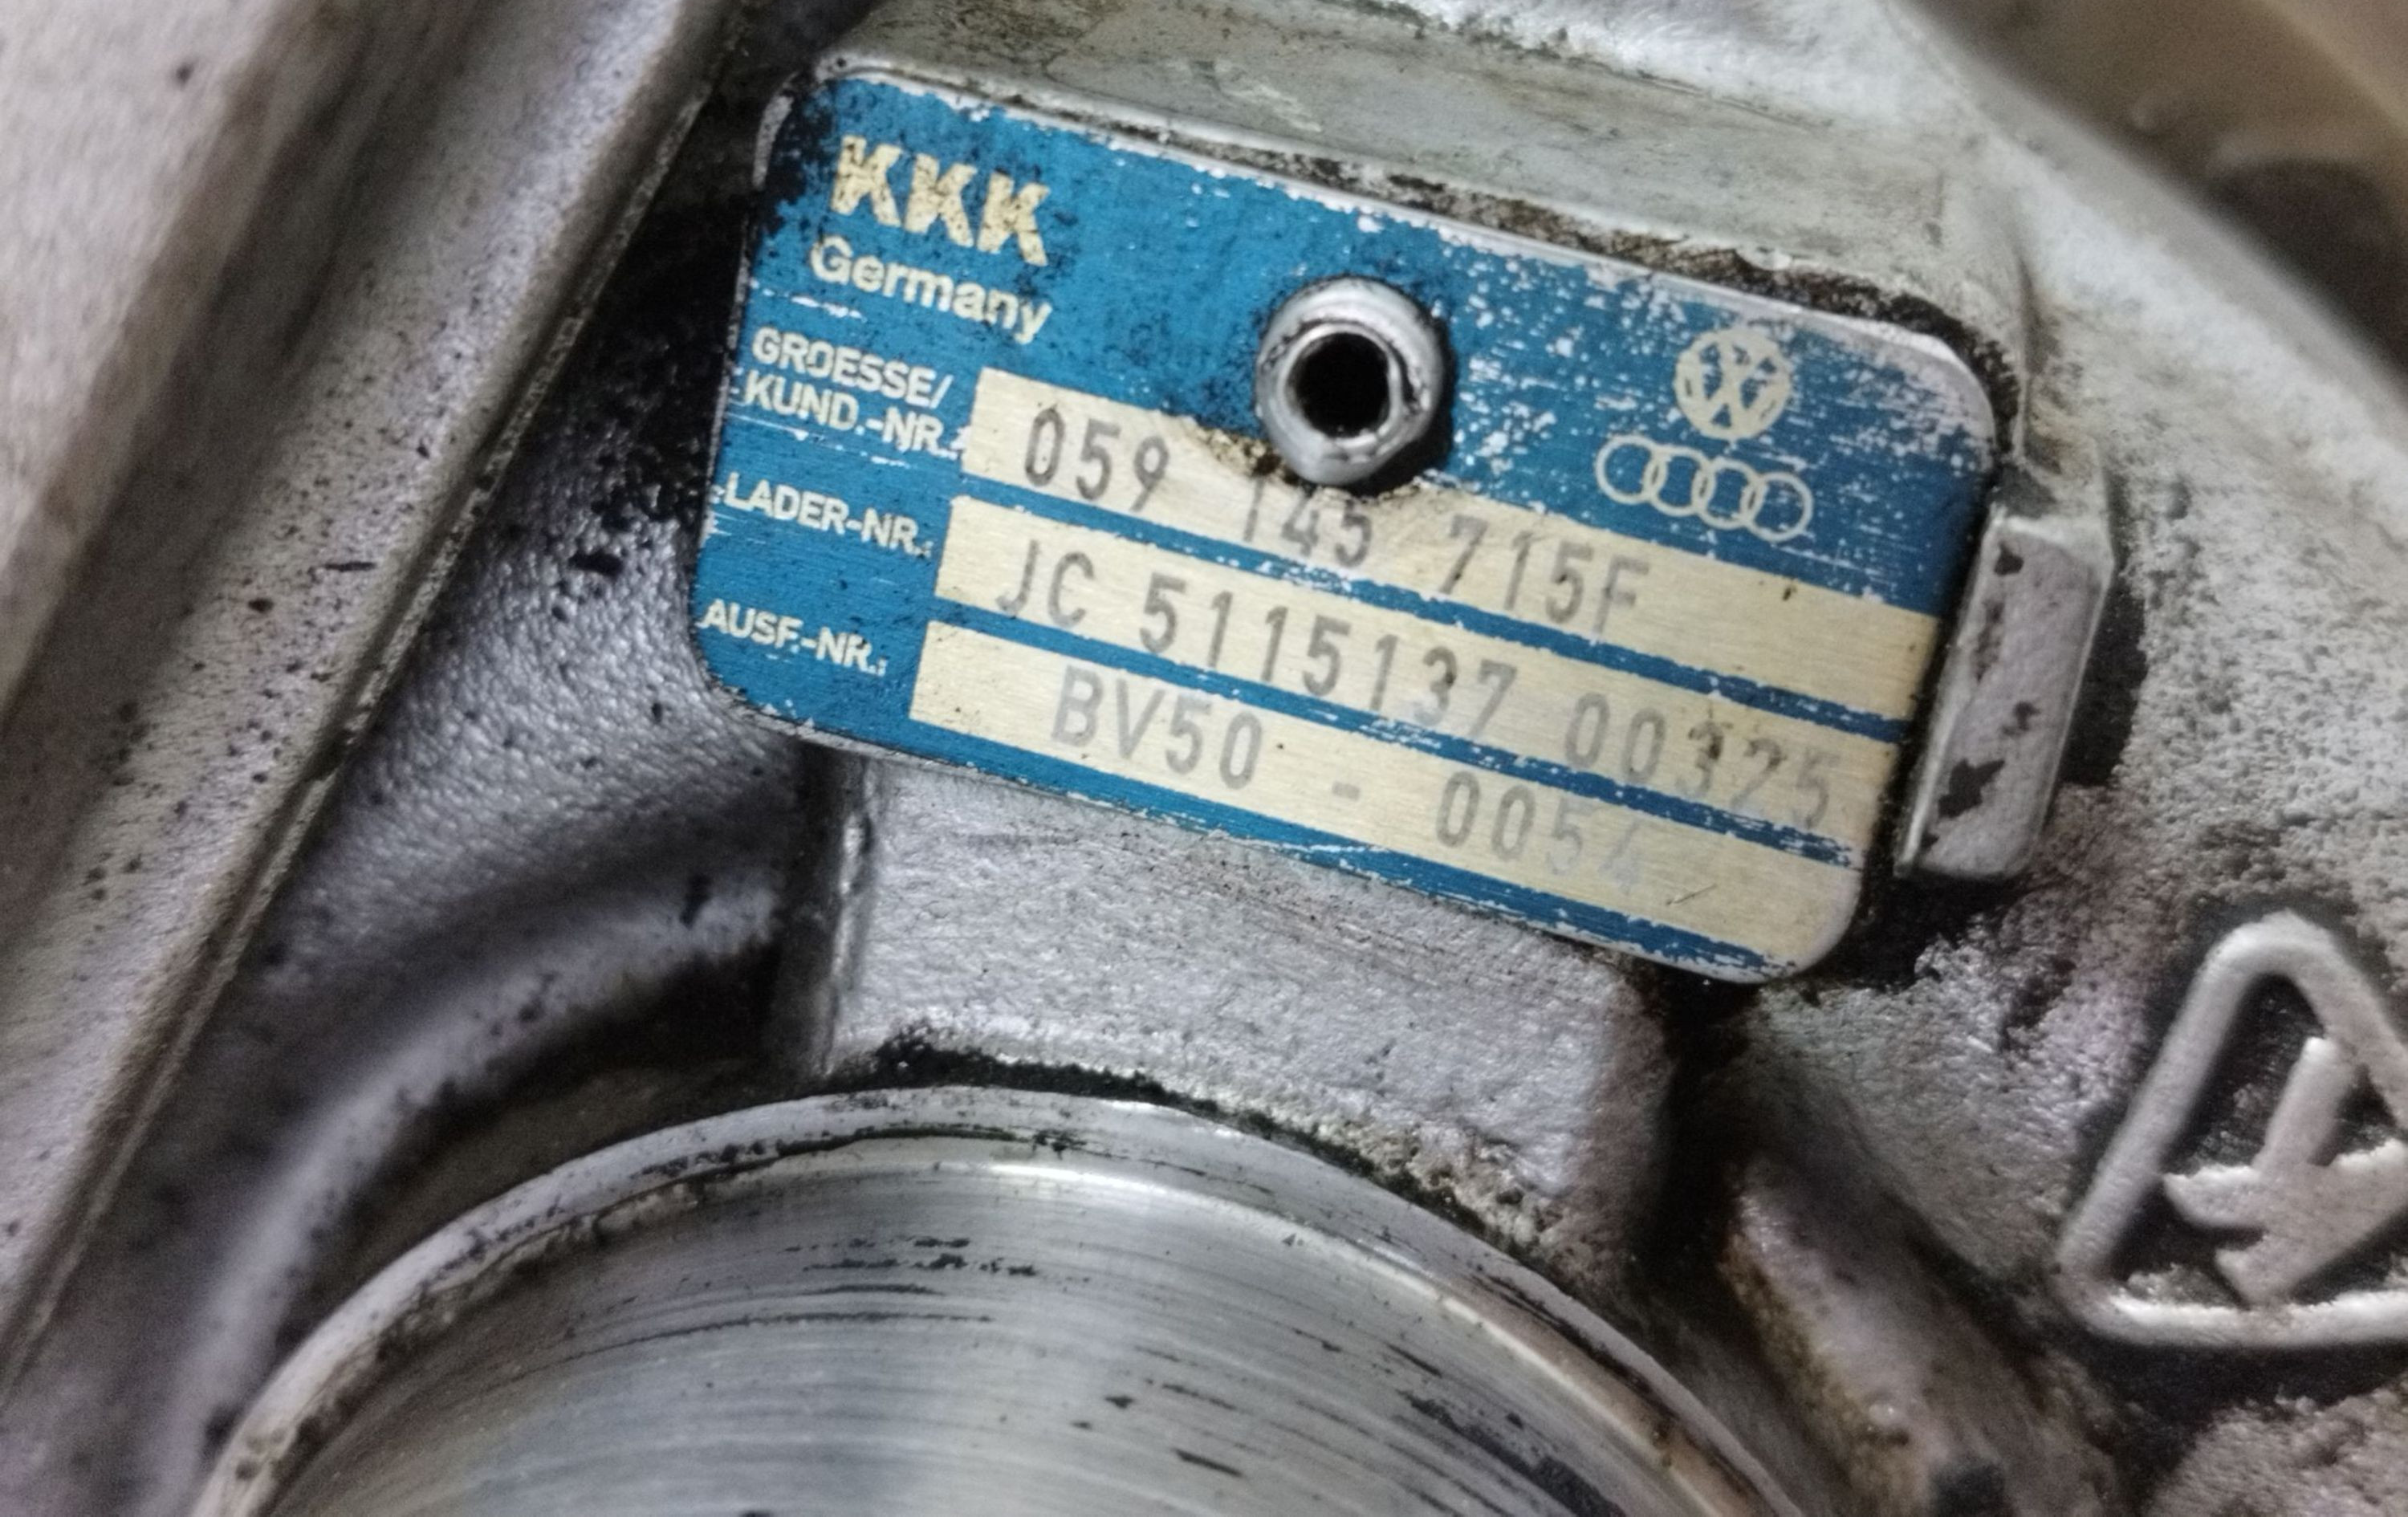 KKK
Germany
GROESSE/
KUND.-NR.:
059 145 715F
LADER-NR.:
JC 5115137 00325
AUSF.-NR.:
BV50 - 0054